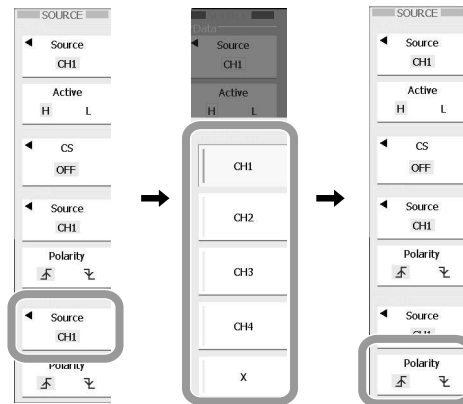 SOURCE
Source
CH1
Active
H L
CS
OFF
Source
CH1
Polarity
Source
CH1
Polarity
Data
Source
CH1
Active
H L
CH1
CH2
CH3
CH4
X
SOURCE
Source
CH1
Active
H L
CS
OFF
Source
CH1
Polarity
Source
CH1
Polarity